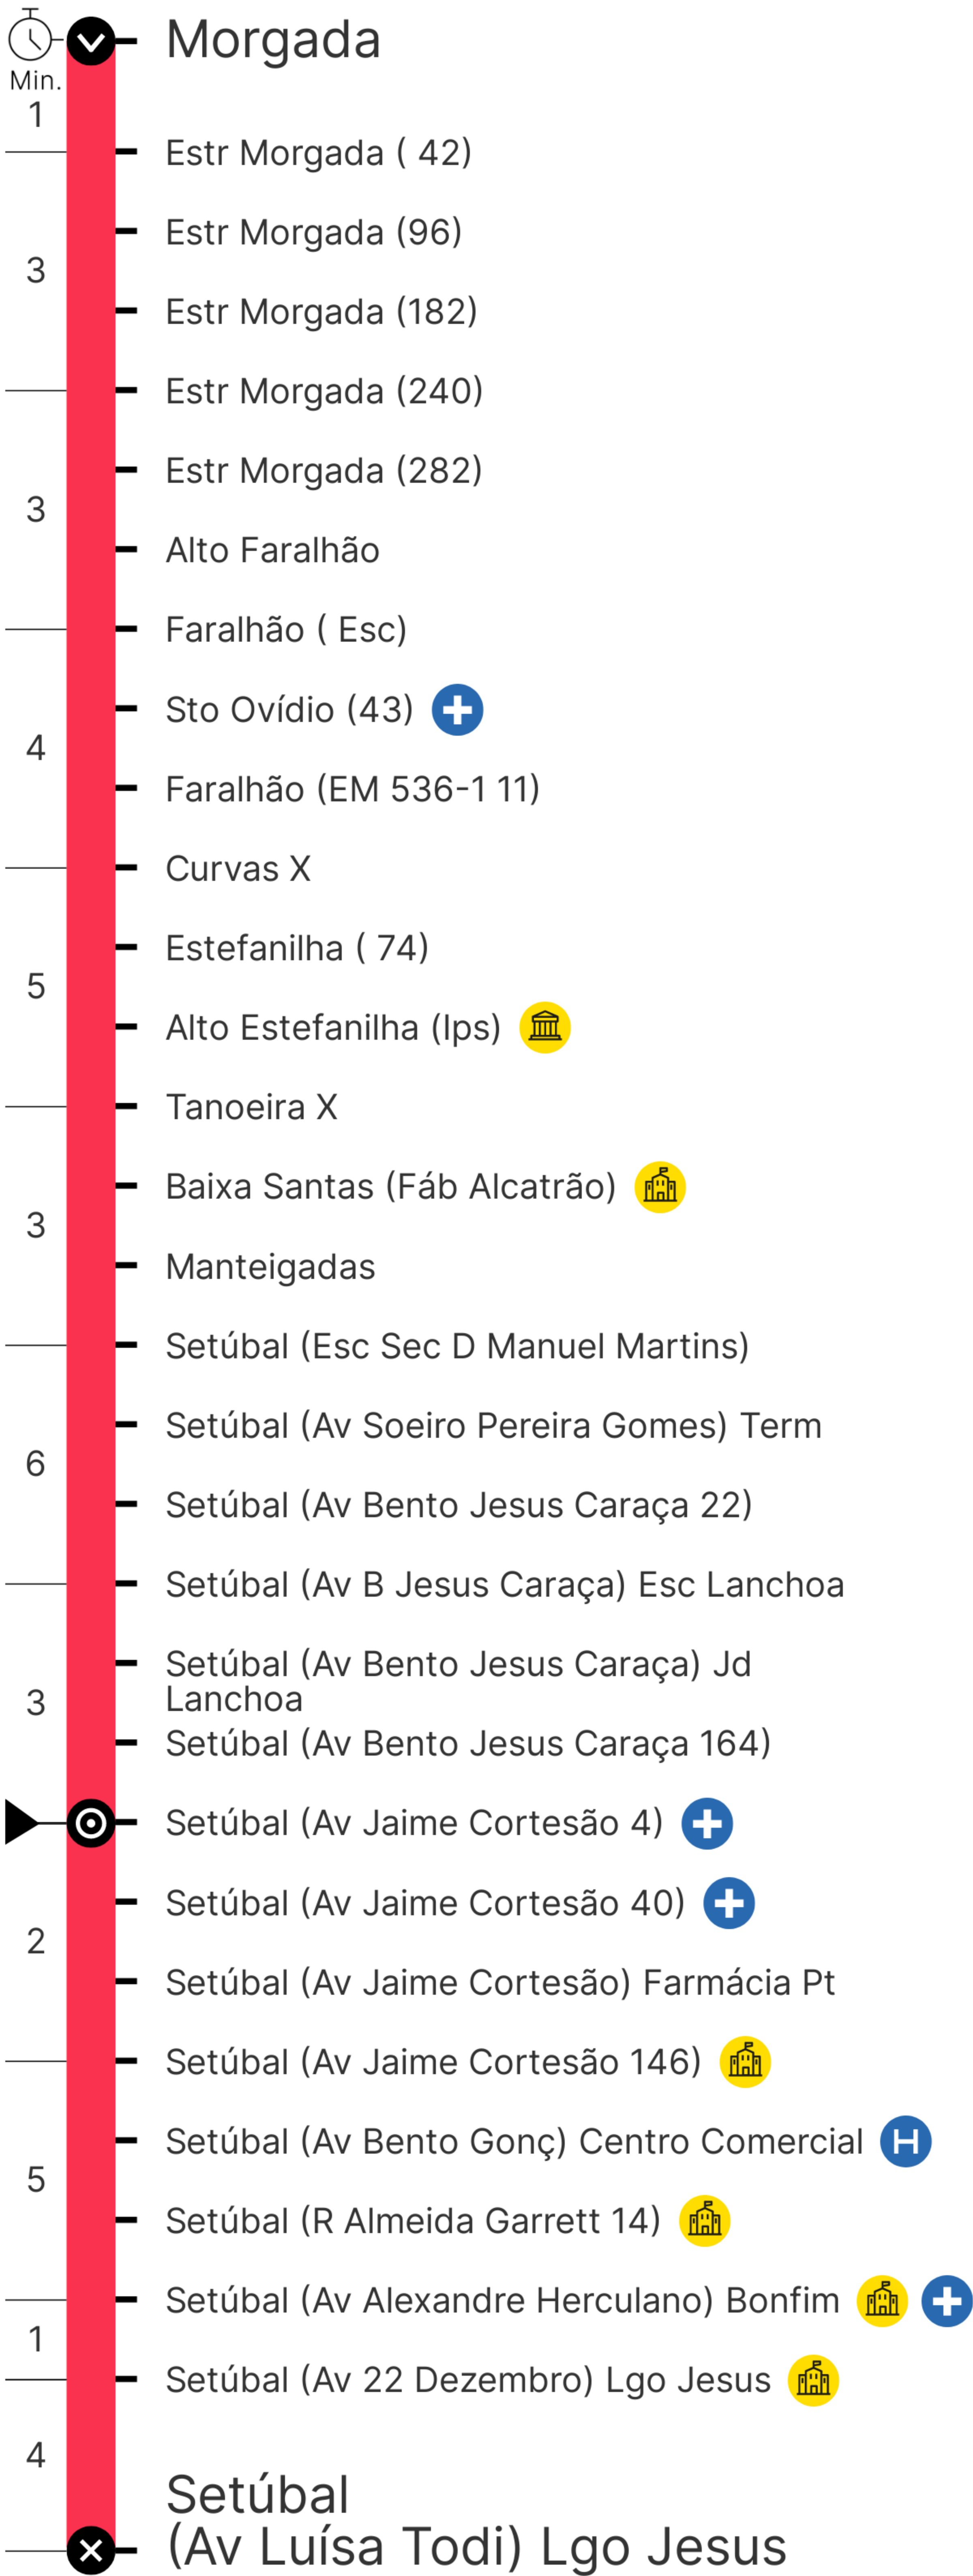 Morgada
Min.
1
Estr Morgada ( 42)
Estr Morgada (96)
3
Estr Morgada (182)
Estr Morgada (240)
Estr Morgada (282)
3
Alto Faralhão
Faralhão ( Esc)
Sto Ovídio (43)
4
Faralhão (EM 536-1 11)
Curvas X
Estefanilha ( 74)
5
Alto Estefanilha (Ips)
Tanoeira X
Baixa Santas (Fáb Alcatrão)
3
Manteigadas
Setúbal (Esc Sec D Manuel Martins)
Setúbal (Av Soeiro Pereira Gomes) Term
6
Setúbal (Av Bento Jesus Caraça 22)
Setúbal (Av B Jesus Caraça) Esc Lanchoa
Setúbal (Av Bento Jesus Caraça) Jd
Lanchoa
3
Setúbal (Av Bento Jesus Caraça 164)
Setúbal (Av Jaime Cortesão 4)
Setúbal (Av Jaime Cortesão 40)
2
Setúbal (Av Jaime Cortesão) Farmácia Pt
Setúbal (Av Jaime Cortesão 146)
Setúbal (Av Bento Gonç) Centro Comercial H
5
Setúbal (R Almeida Garrett 14)
Setúbal (Av Alexandre Herculano) Bonfim
1
Setúbal (Av 22 Dezembro) Lgo Jesus
4
Setúbal
(Av Luísa Todi) Lgo Jesus